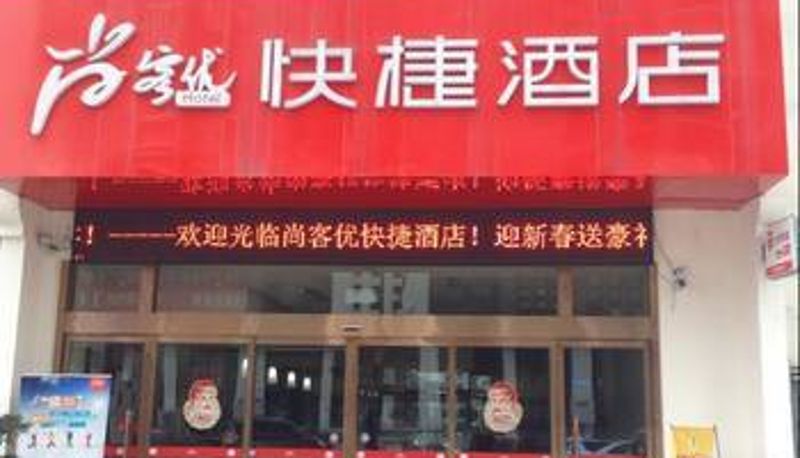 尚客优 Hotel 快捷酒店
！-----欢迎光临尚客优快捷酒店！迎新春送豪礼